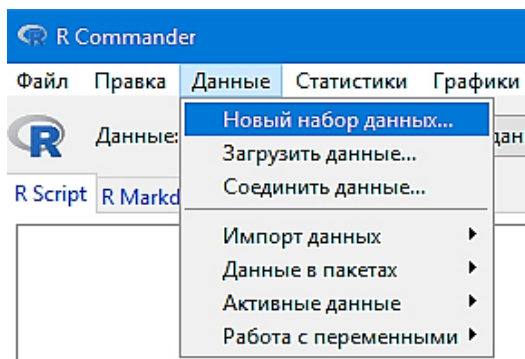 R Commander
Файл Правка Данные Статистики Графики
R Данные:
Новый набор данных...
Загрузить данные...
Соединить данные...
R Script R Markd
Импорт данных
Данные в пакетах
Активные данные
Работа с переменными